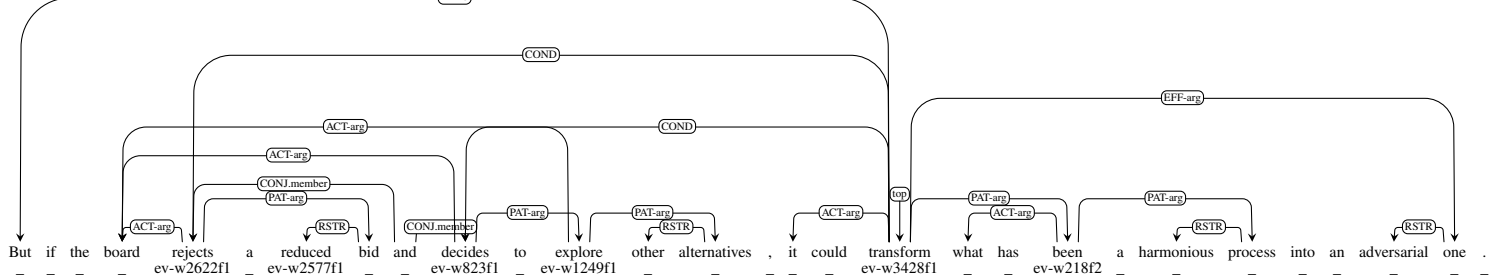 COND
EFF-arg
ACT-arg COND
ACT-arg
CONJ.member
PAT-arg top PAT-arg PAT-arg
PAT-arg PAT-arg ACT-arg ACT-arg
ACT-arg RSTR CONJ.member RSTR RSTR RSTR
But if the board rejects a reduced bid and decides to explore other alternatives , it could transform what has been a harmonious process into an adversarial one .
_ _ _ _ ev-w2622f1 _ ev-w2577f1 _ _ ev-w823f1 _ ev-w1249f1 _ _ _ _ _ ev-w3428f1 _ _ ev-w218f2 _ _ _ _ _ _ _ _